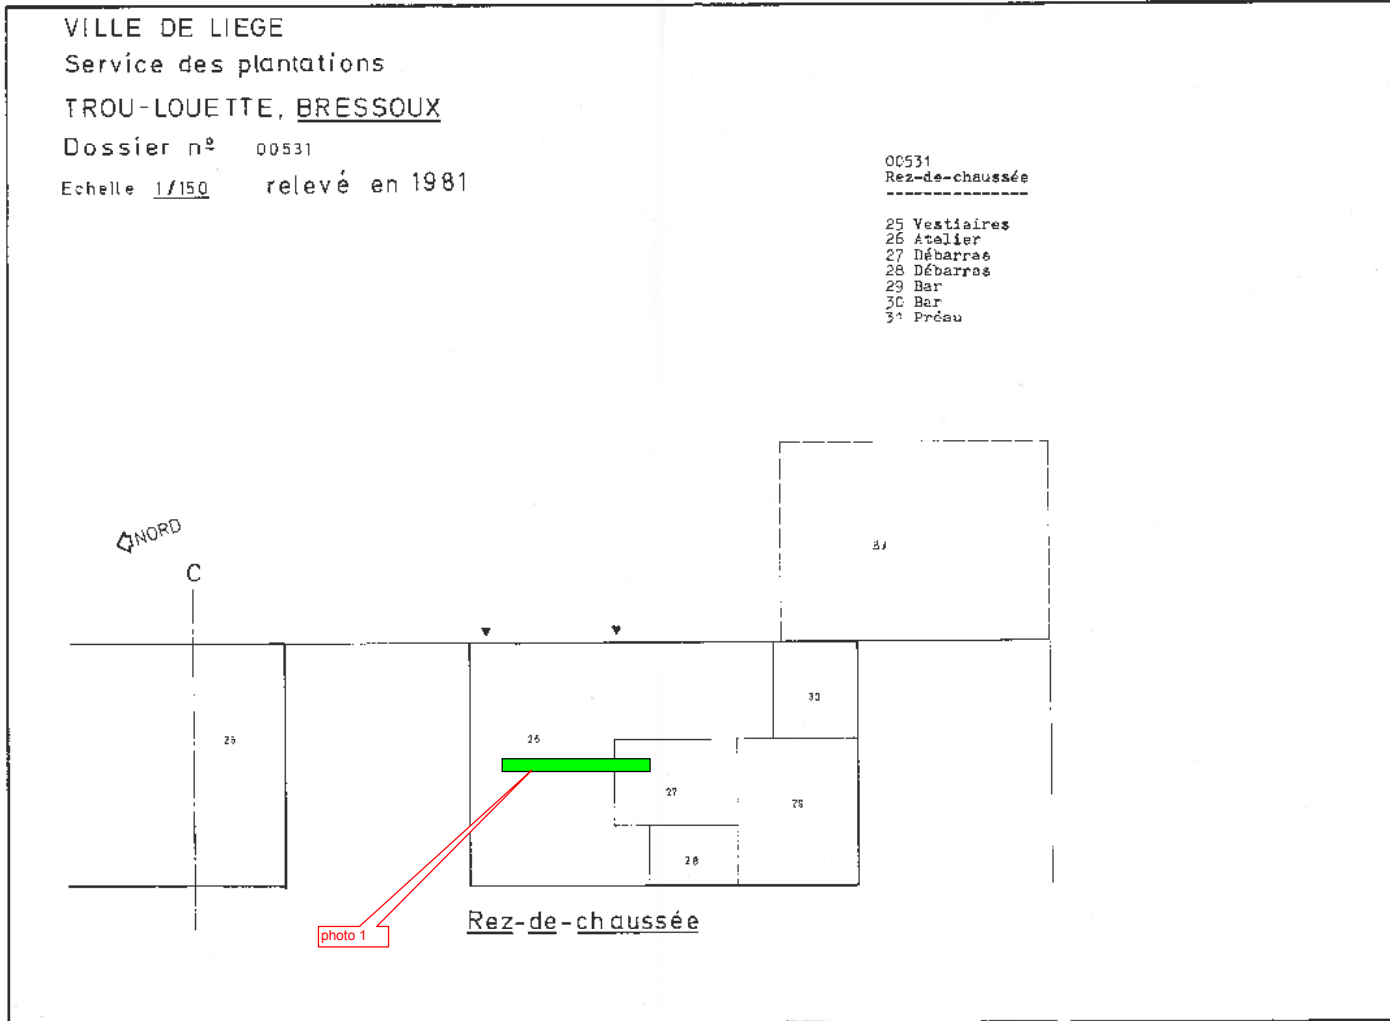 VILLE DE LIEGE
Service des plantations
TROU-LOUETTE, BRESSOUX
Dossier nº 00531
Echelle 1/150 relevé en 1981
00531
Rez-de-chaussée
---------------
25 Vestiaires
26 Atelier
27 Débarras
28 Débarras
29 Bar
30 Bar
31 Préau
NORD
C
31
30
25
26
27
29
28
Rez-de-chaussée
photo 1